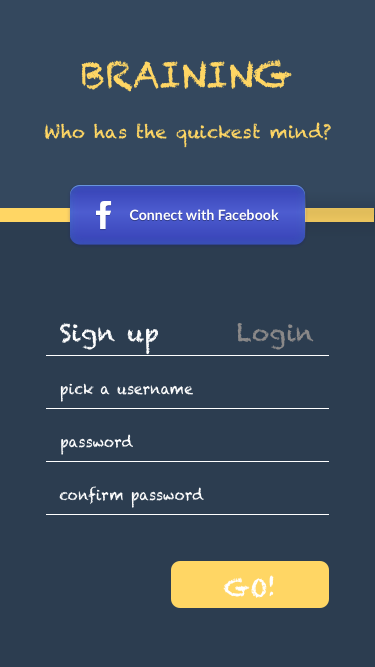 BRAINING
Who has the quickest mind?
Connect with Facebook
Sign up Login
pick a username
password
confirm password
GO!